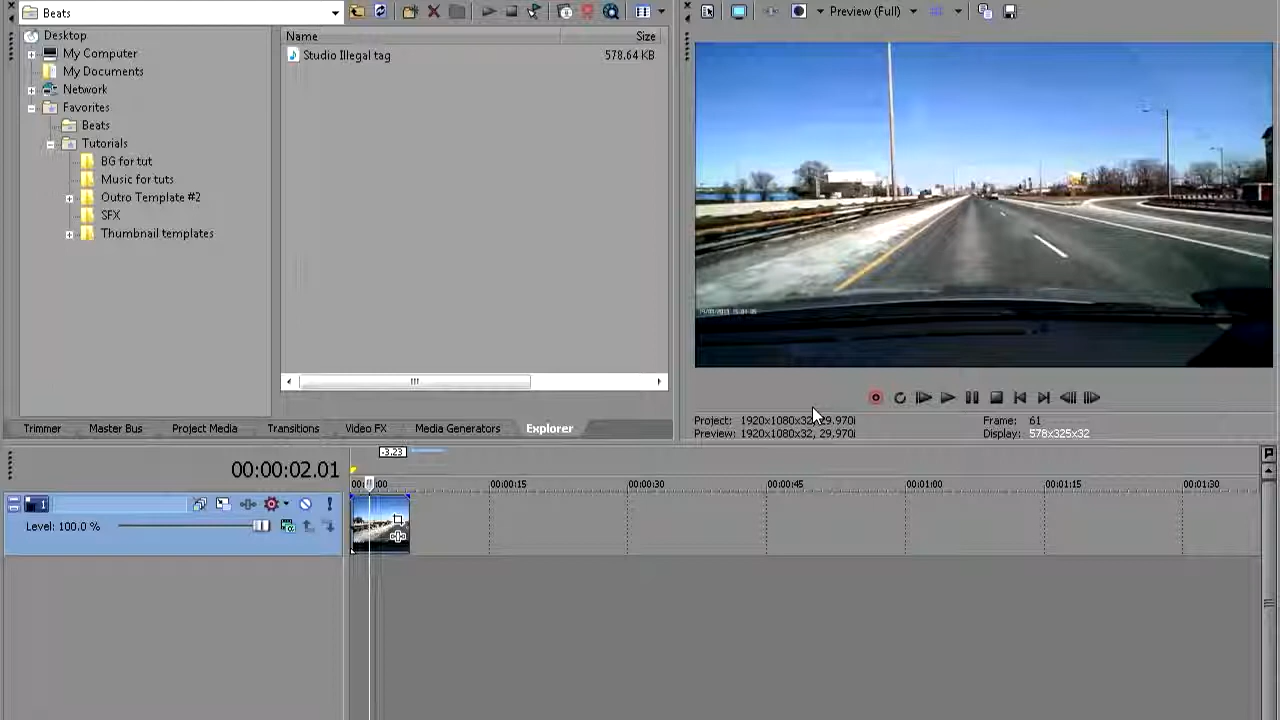 Beats
Preview (Full)
Desktop
My Computer
My Documents
Network
Favorites
Beats
Tutorials
BG for tut
Music for tuts
Outro Template #2
SFX
Thumbnail templates
Name
Size
Studio Illegal tag
578.64 KB
Project: 1920x1080x32, 29.970i
Frame: 61
Preview: 1920x1080x32, 29.970i
Display: 578x325x32
Trimmer
Master Bus
Project Media
Transitions
Video FX
Media Generators
Explorer
-3.23
00:00:02.01
00:00:15
00:00:30
00:00:45
00:01:00
00:01:15
00:01:30
1
Level: 100.0 %